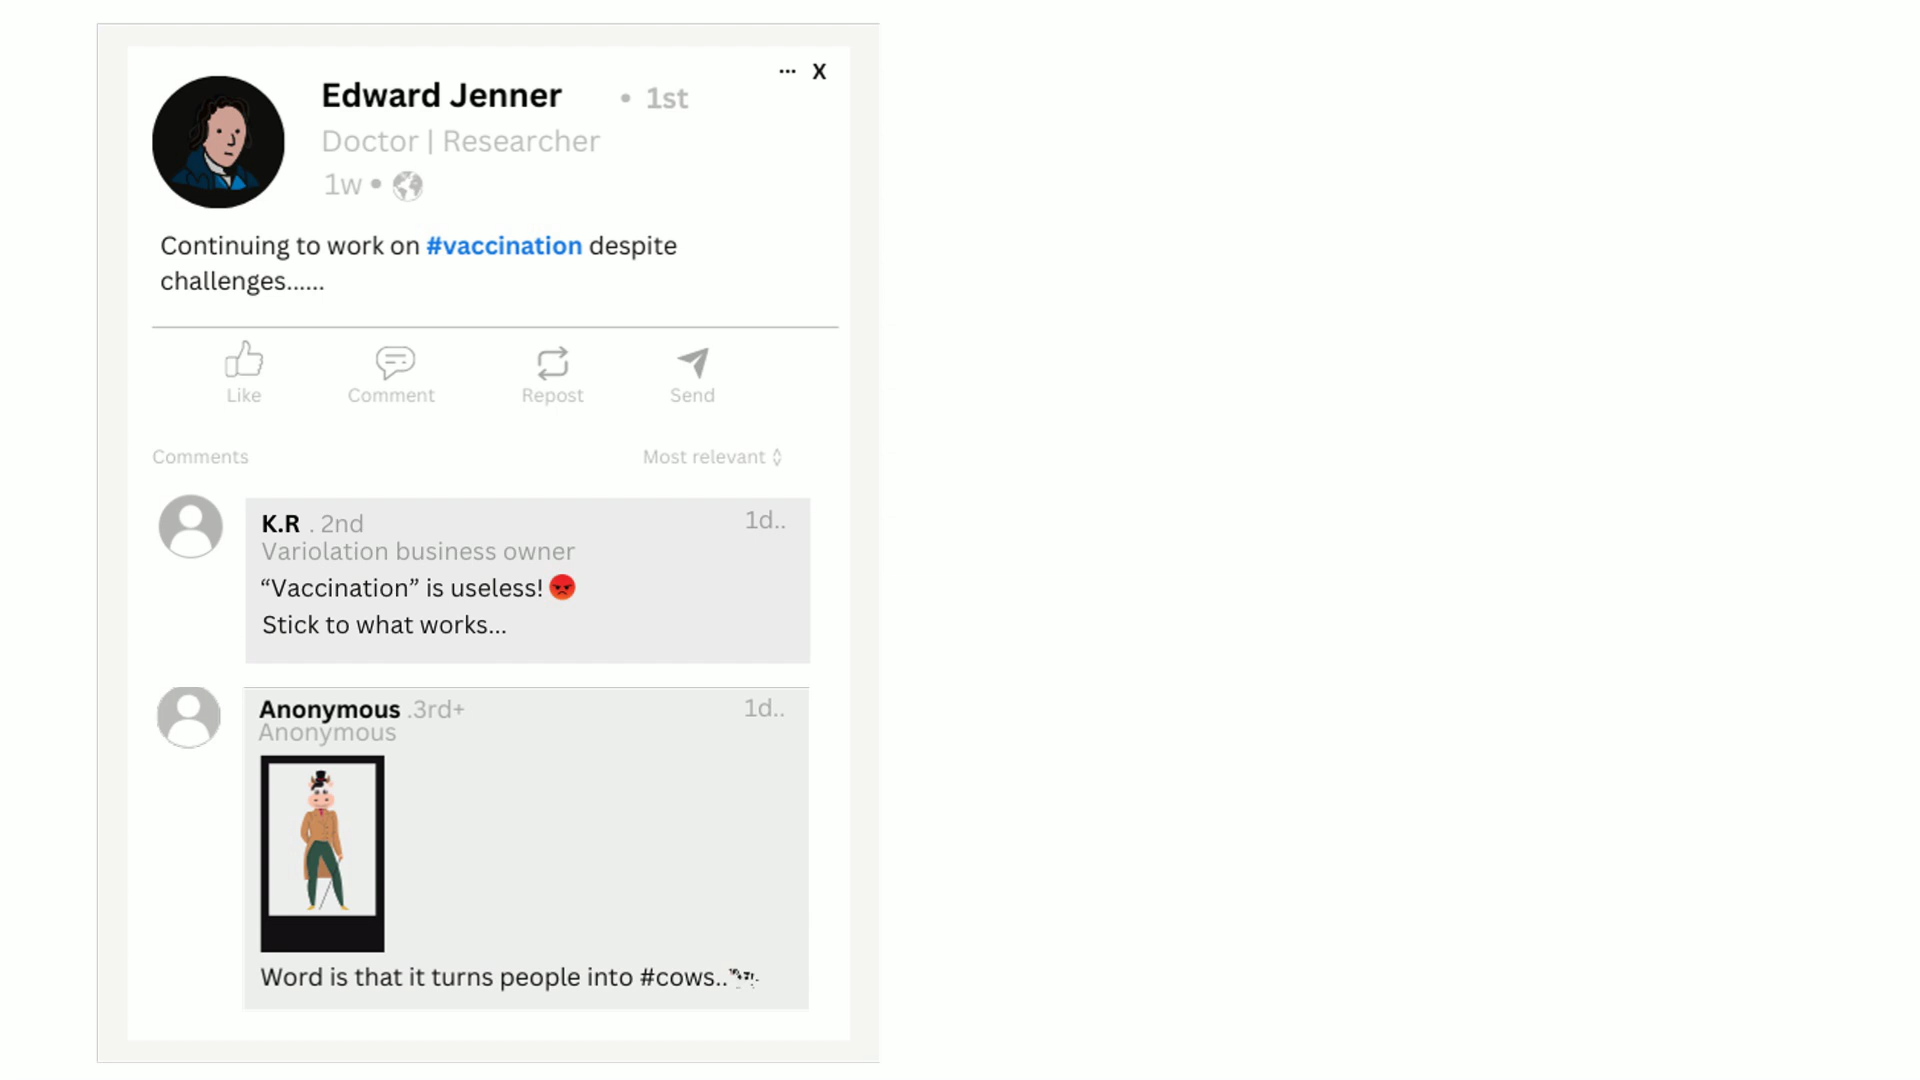 ... X
Edward Jenner • 1st
Doctor | Researcher
1w •
Continuing to work on #vaccination despite
challenges......
Like Comment Repost Send
Comments Most relevant
K.R . 2nd 1d..
Variolation business owner
“Vaccination” is useless! 😡
Stick to what works...
Anonymous .3rd+ 1d..
Anonymous
Word is that it turns people into #cows..